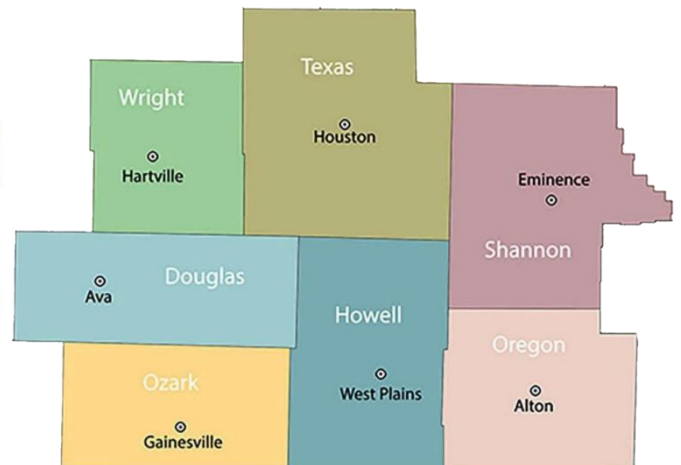 Texas
Wright
Houston
Hartville
Eminence
Shannon
Douglas
Ava
Howell
Oregon
Ozark
West Plains
Alton
Gainesville